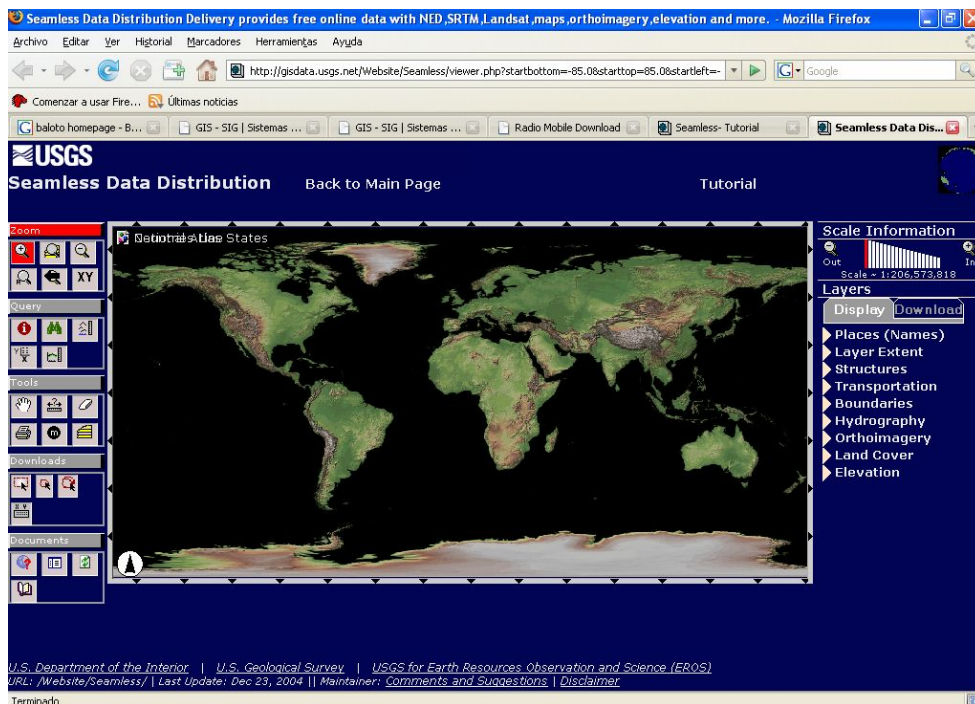 Seamless Data Distribution Delivery provides free online data with NED,SRTM,Landsat,maps,orthoimagery,elevation and more. - Mozilla Firefox
Archivo Editar Ver Historial Marcadores Herramientas Ayuda
http://gisdata.usgs.net/Website/Seamless/viewer.php?startbottom=-85.0&starttop=85.0&startleft=- Google
Comenzar a usar Fire... Últimas noticias
baloto homepage - B... GIS - SIG | Sistemas ... GIS - SIG | Sistemas ... Radio Mobile Download Seamless- Tutorial Seamless Data Dis...
USGS
Seamless Data Distribution Back to Main Page Tutorial
Zoom
XY
Query
Tools
m
Downloads
X Y
Documents
States
Scale Information
Out In
Scale ~ 1:206,573,818
Layers
Display Download
Places (Names)
Layer Extent
Structures
Transportation
Boundaries
Hydrography
Orthoimagery
Land Cover
Elevation
U.S. Department of the Interior | U.S. Geological Survey | USGS for Earth Resources Observation and Science (EROS)
URL: /Website/Seamless/ | Last Update: Dec 23, 2004 || Maintainer: Comments and Suggestions | Disclaimer
Terminado